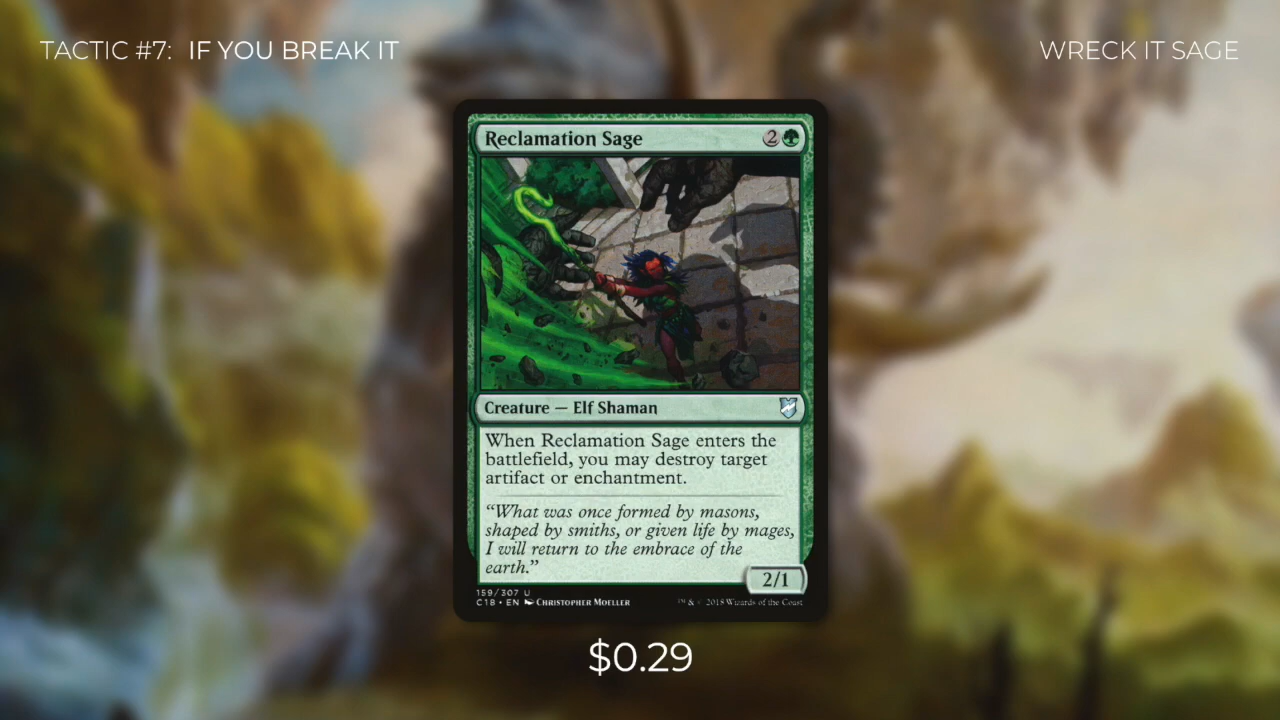 TACTIC #7: IF YOU BREAK IT
WRECK IT SAGE
Reclamation Sage 2
Creature — Elf Shaman
When Reclamation Sage enters the
battlefield, you may destroy target
artifact or enchantment.
“What was once formed by masons,
shaped by smiths, or given life by mages,
I will return to the embrace of the
earth.”
2/1
159/307 U
C18 • EN Christopher Moeller
™ & © 2018 Wizards of the Coast
$0.29